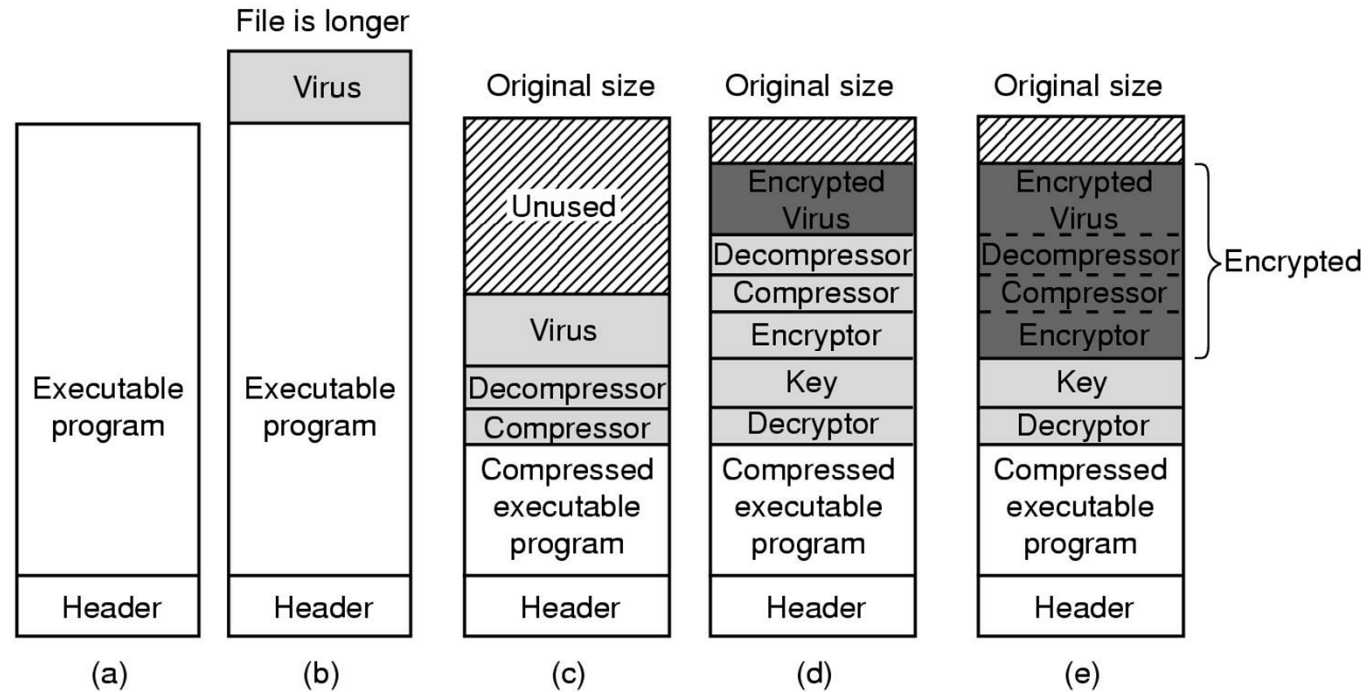 File is longer
Virus
Executable
program
Header
(a)
Executable
program
Header
(b)
Original size
Unused
Virus
Decompressor
Compressor
Compressed
executable
program
Header
(c)
Original size
Encrypted
Virus
Decompressor
Compressor
Encryptor
Key
Decryptor
Compressed
executable
program
Header
(d)
Original size
Encrypted
Virus
Decompressor
Compressor
Encryptor
Encrypted
Key
Decryptor
Compressed
executable
program
Header
(e)